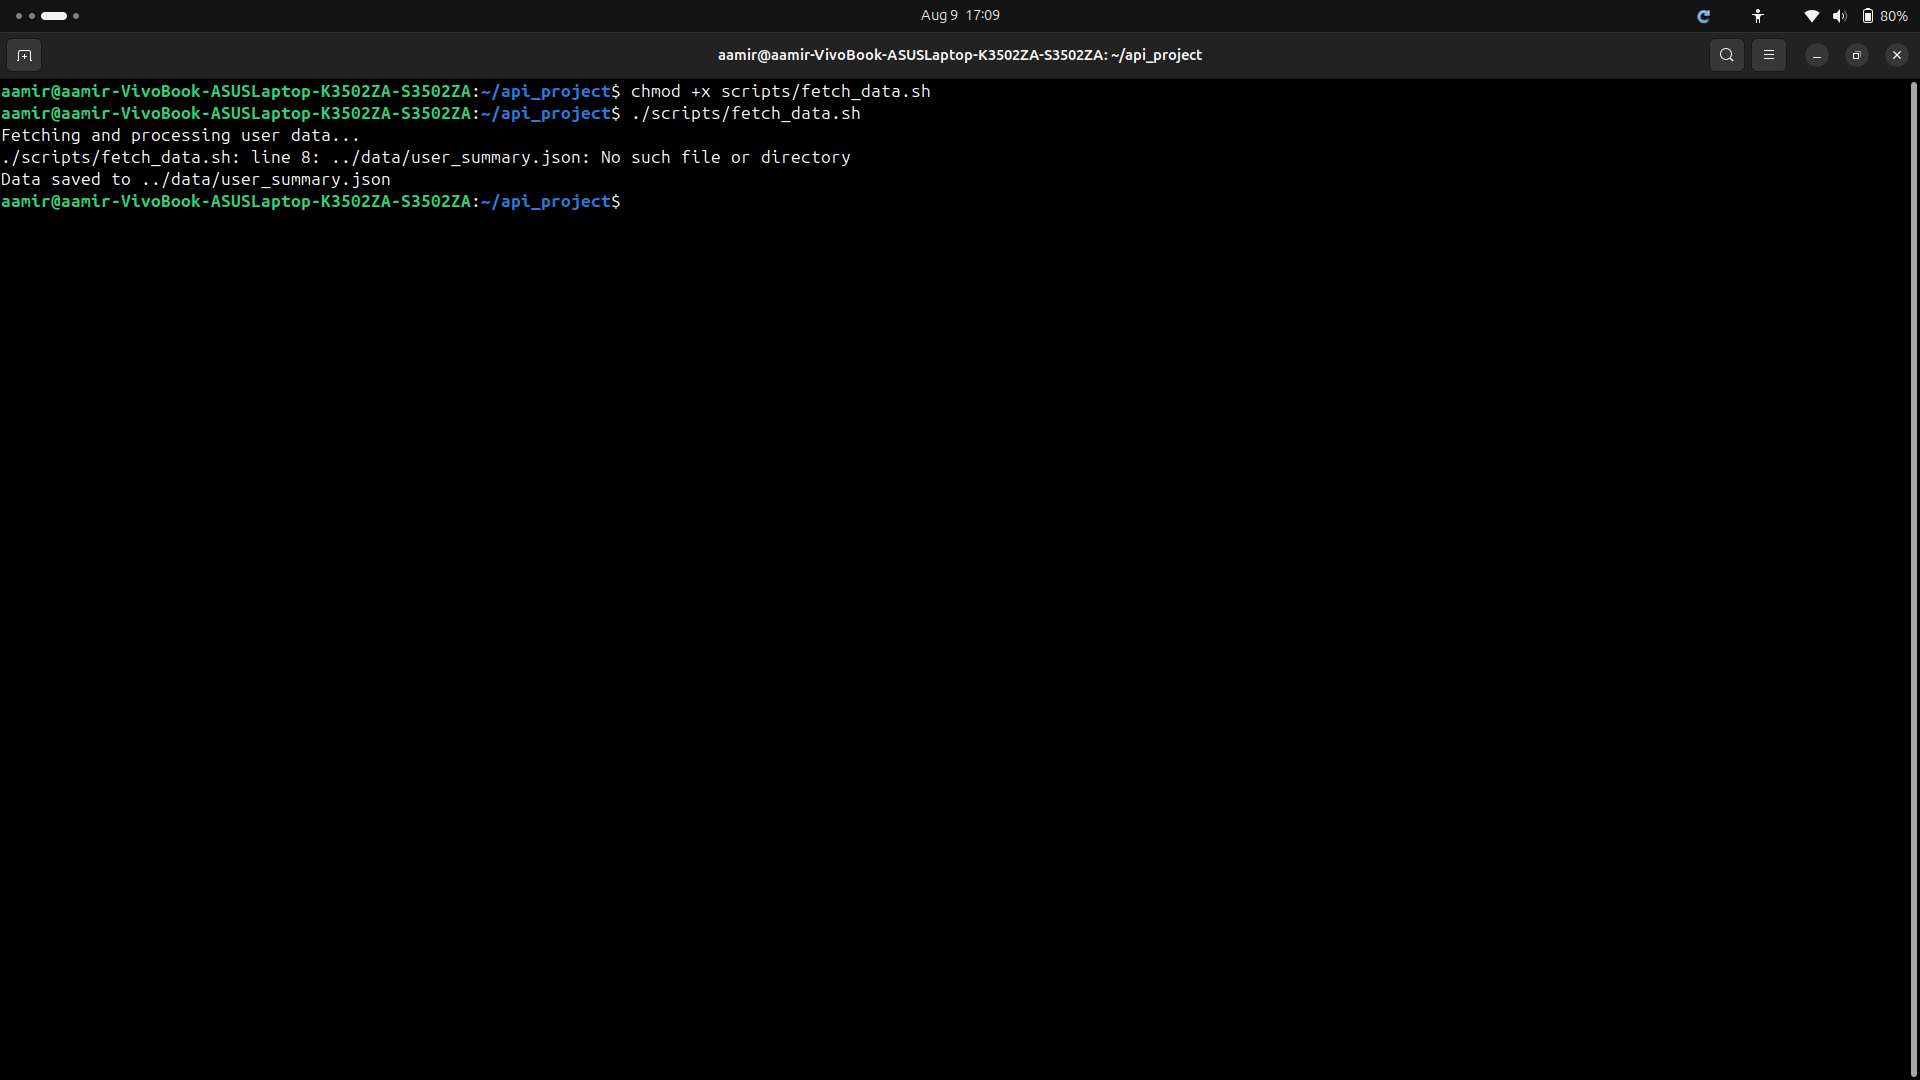 Aug 9 17:09
80%
aamir@aamir-VivoBook-ASUSLaptop-K3502ZA-S3502ZA: ~/api_project
aamir@aamir-VivoBook-ASUSLaptop-K3502ZA-S3502ZA:~/api_project$ chmod +x scripts/fetch_data.sh
aamir@aamir-VivoBook-ASUSLaptop-K3502ZA-S3502ZA:~/api_project$ ./scripts/fetch_data.sh
Fetching and processing user data...
./scripts/fetch_data.sh: line 8: ../data/user_summary.json: No such file or directory
Data saved to ../data/user_summary.json
aamir@aamir-VivoBook-ASUSLaptop-K3502ZA-S3502ZA:~/api_project$